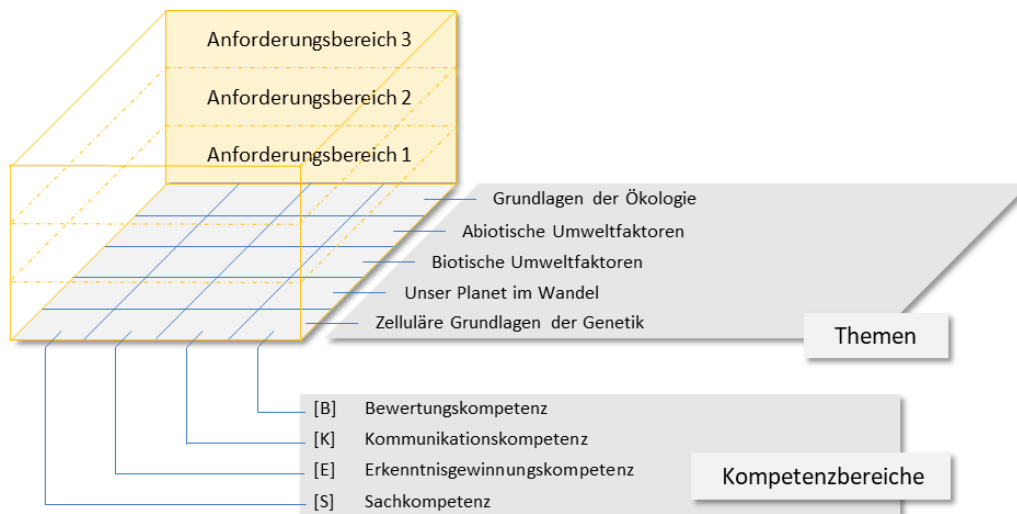 Anforderungsbereich 3
Anforderungsbereich 2
Anforderungsbereich 1
Grundlagen der Ökologie
Abiotische Umweltfaktoren
Biotische Umweltfaktoren
Unser Planet im Wandel
Zelluläre Grundlagen der Genetik
Themen
[B] Bewertungskompetenz
[K] Kommunikationskompetenz
[E] Erkenntnisgewinnungskompetenz
[S] Sachkompetenz
Kompetenzbereiche